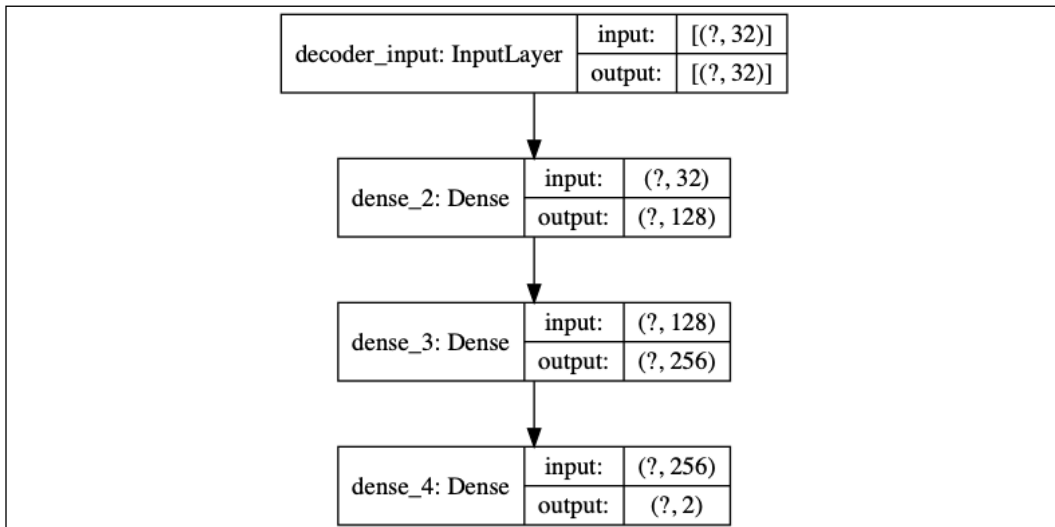 decoder_input: InputLayer
input: [(?, 32)]
output: [(?, 32)]
dense_2: Dense
input: (?, 32)
output: (?, 128)
dense_3: Dense
input: (?, 128)
output: (?, 256)
dense_4: Dense
input: (?, 256)
output: (?, 2)